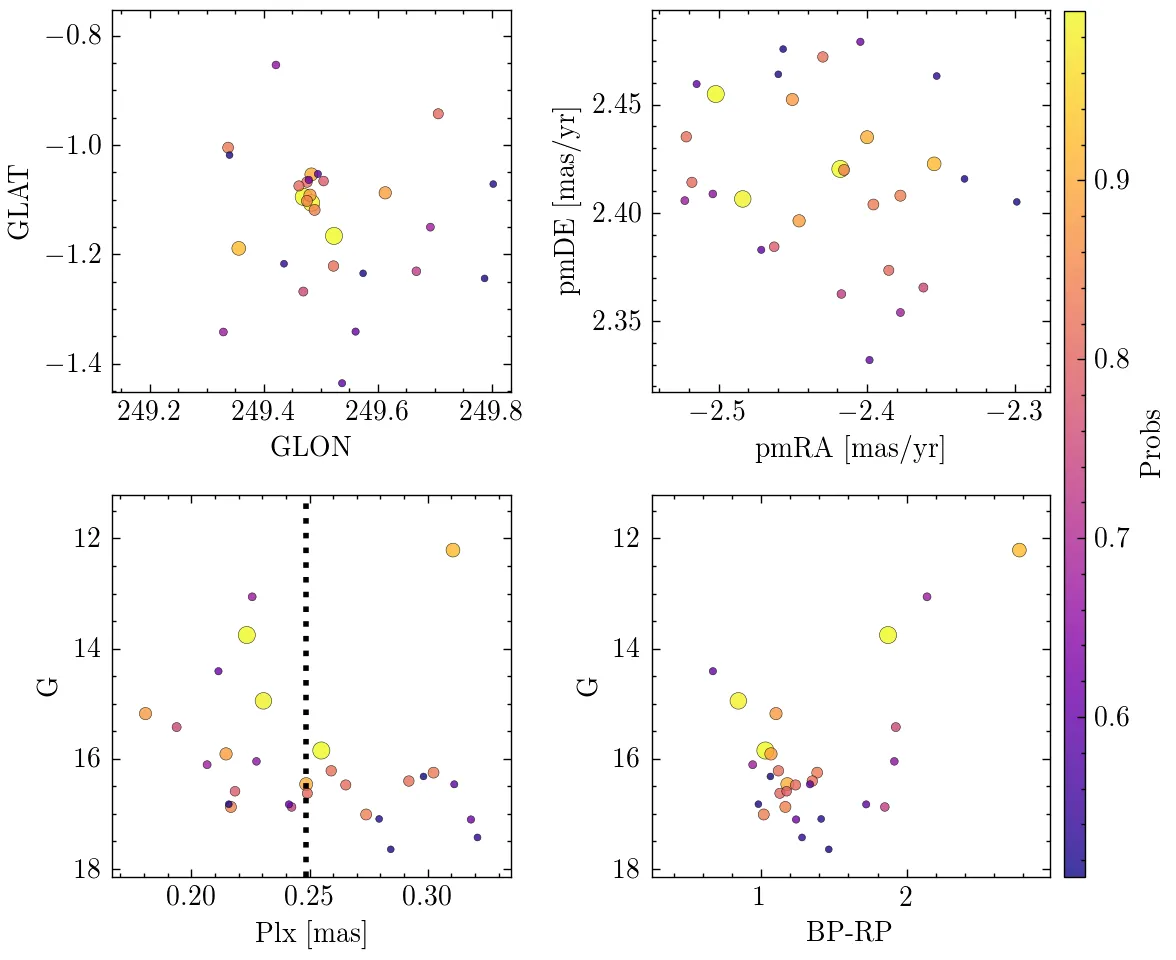 −0.8
−1.0
−1.2
−1.4
GLAT
249.2 249.4 249.6 249.8
GLON
2.45
2.40
2.35
pmDE [mas/yr]
−2.5 −2.4 −2.3
pmRA [mas/yr]
12
14
16
18
G
0.20 0.25 0.30
Plx [mas]
12
14
16
18
G
1 2
BP-RP
0.9
0.8
0.7
0.6
Probs